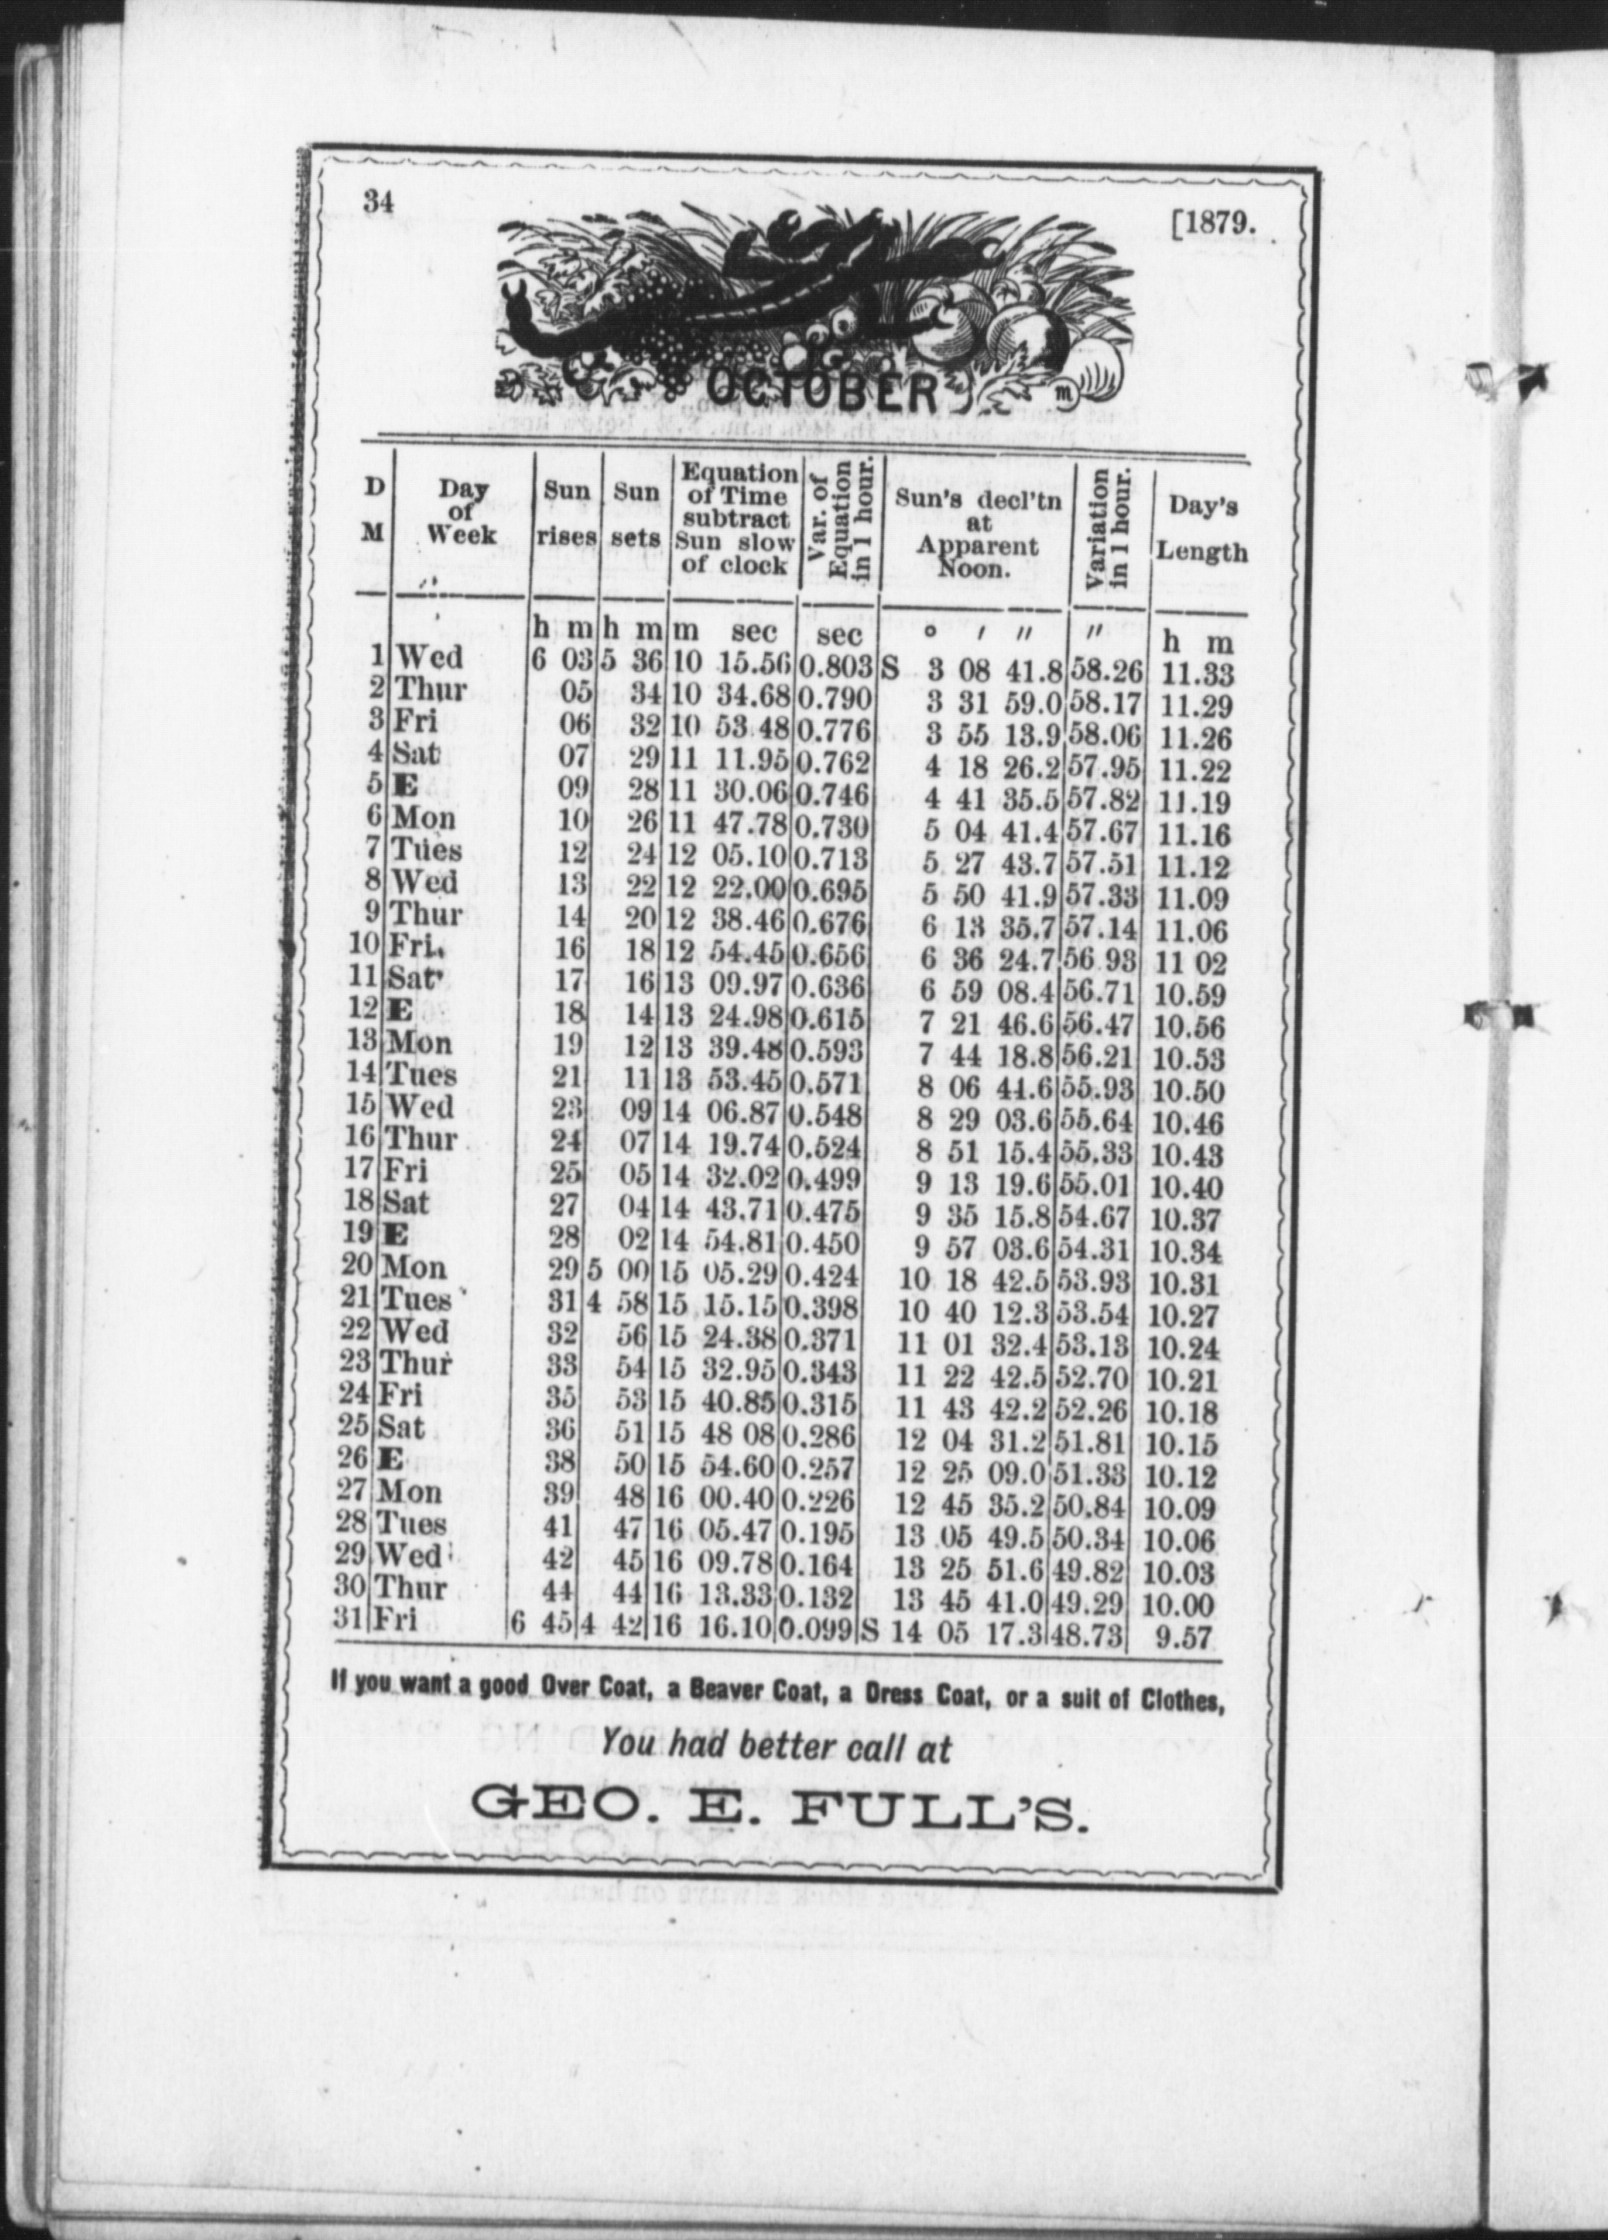 34
[1879.
OCTOBER
m
D M | Day of Week | Sun rises | Sun sets | Equation of Time subtract Sun slow of clock | Var. of Equation in 1 hour. | Sun's decl'tn at Apparent Noon. | Variation in 1 hour. | Day's Length
h m | h m | m sec | sec | ° ′ ″ | ″ | h m
1 Wed 6 03 5 36 10 15.56 0.803 S 3 08 41.8 58.26 11.33
2 Thur 05 34 10 34.68 0.790 3 31 59.0 58.17 11.29
3 Fri 06 32 10 53.48 0.776 3 55 13.9 58.06 11.26
4 Sat 07 29 11 11.95 0.762 4 18 26.2 57.95 11.22
5 E 09 28 11 30.06 0.746 4 41 35.5 57.82 11.19
6 Mon 10 26 11 47.78 0.730 5 04 41.4 57.67 11.16
7 Tues 12 24 12 05.10 0.713 5 27 43.7 57.51 11.12
8 Wed 13 22 12 22.00 0.695 5 50 41.9 57.33 11.09
9 Thur 14 20 12 38.46 0.676 6 13 35.7 57.14 11.06
10 Fri. 16 18 12 54.45 0.656 6 36 24.7 56 93 11 02
11 Sat 17 16 13 09.97 0.636 6 59 08.4 56.71 10.59
12 E 18 14 13 24.98 0.615 7 21 46.6 56.47 10.56
13 Mon 19 12 13 39.48 0.593 7 44 18.8 56.21 10.53
14 Tues 21 11 13 53.45 0.571 8 06 44.6 55.93 10.50
15 Wed 23 09 14 06.87 0.548 8 29 03.6 55.64 10.46
16 Thur 24 07 14 19.74 0.524 8 51 15.4 55.33 10.43
17 Fri 25 05 14 32.02 0.499 9 13 19.6 55.01 10.40
18 Sat 27 04 14 43.71 0.475 9 35 15.8 54.67 10.37
19 E 28 02 14 54.81 0.450 9 57 03.6 54.31 10.34
20 Mon 29 5 00 15 05.29 0.424 10 18 42.5 53.93 10.31
21 Tues 31 4 58 15 15.15 0.398 10 40 12.3 53.54 10.27
22 Wed 32 56 15 24.38 0.371 11 01 32.4 53.13 10.24
23 Thur 33 54 15 32.95 0.343 11 22 42.5 52.70 10.21
24 Fri 35 53 15 40.85 0.315 11 43 42.2 52.26 10.18
25 Sat 36 51 15 48 08 0.286 12 04 31.2 51.81 10.15
26 E 38 50 15 54.60 0.257 12 25 09.0 51.33 10.12
27 Mon 39 48 16 00.40 0.226 12 45 35.2 50.84 10.09
28 Tues 41 47 16 05.47 0.195 13 05 49.5 50.34 10.06
29 Wed 42 45 16 09.78 0.164 13 25 51.6 49.82 10.03
30 Thur 44 44 16 13.33 0.132 13 45 41.0 49.29 10.00
31 Fri 6 45 4 42 16 16.10 0.099 S 14 05 17.3 48.73 9.57
If you want a good Over Coat, a Beaver Coat, a Dress Coat, or a suit of Clothes,
You had better call at
GEO. E. FULL'S.